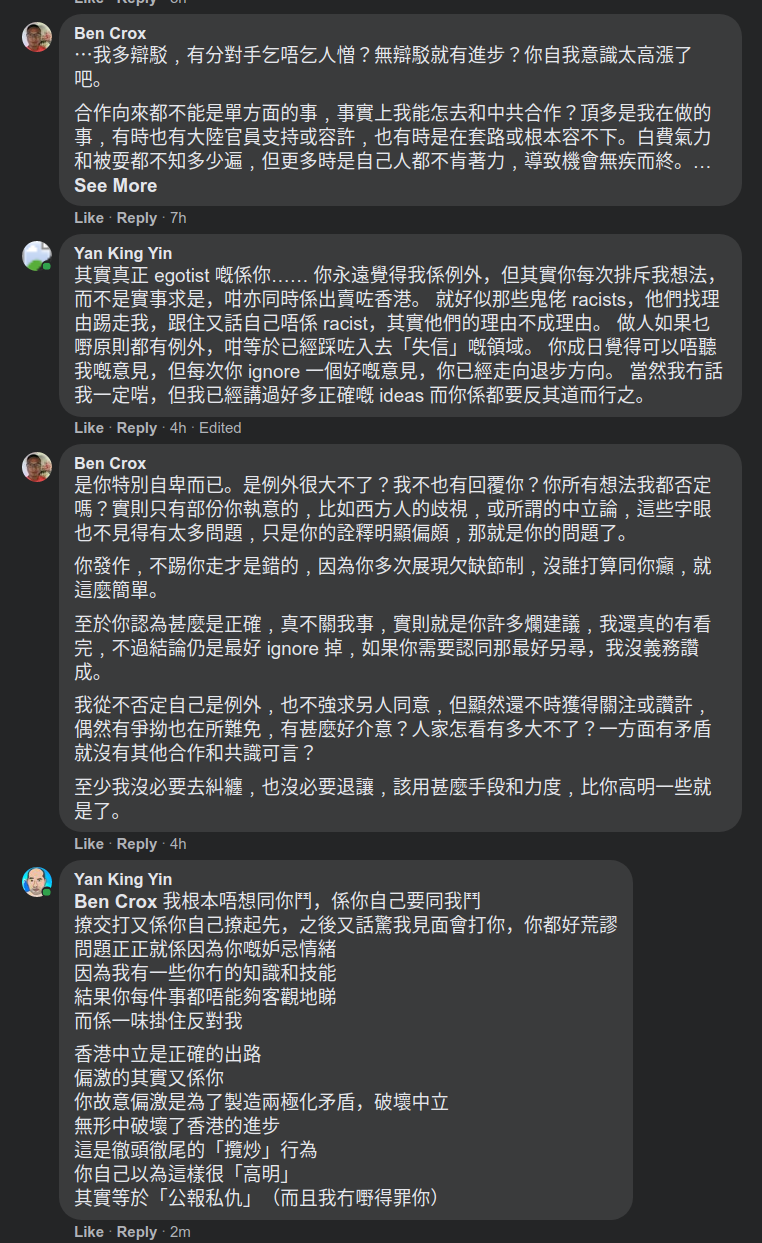 Like · Reply · 8h
Ben Crox
…我多辯駁，有分對手乞唔乞人憎？無辯駁就有進步？你自我意識太高漲了
吧。
合作向來都不能是單方面的事，事實上我能怎去和中共合作？頂多是我在做的
事，有時也有大陸官員支持或容許，也有時是在套路或根本容不下。白費氣力
和被耍都不知多少遍，但更多時是自己人都不肯著力，導致機會無疾而終。…
See More
Like · Reply · 7h
Yan King Yin
其實真正 egotist 嘅係你…… 你永遠覺得我係例外，但其實你每次排斥我想法，
而不是實事求是，咁亦同時係出賣咗香港。 就好似那些鬼佬 racists，他們找理
由踢走我，跟住又話自己唔係 racist，其實他們的理由不成理由。 做人如果乜
嘢原則都有例外，咁等於已經踩咗入去「失信」嘅領域。 你成日覺得可以唔聽
我嘅意見，但每次你 ignore 一個好嘅意見，你已經走向退步方向。 當然我冇話
我一定啱，但我已經講過好多正確嘅 ideas 而你係都要反其道而行之。
Like · Reply · 4h · Edited
Ben Crox
是你特別自卑而已。是例外很大不了？我不也有回覆你？你所有想法我都否定
嗎？實則只有部份你執意的，比如西方人的歧視，或所謂的中立論，這些字眼
也不見得有太多問題，只是你的詮釋明顯偏頗，那就是你的問題了。
你發作，不踢你走才是錯的，因為你多次展現欠缺節制，沒誰打算同你癲，就
這麼簡單。
至於你認為甚麼是正確，真不關我事，實則就是你許多爛建議，我還真的有看
完，不過結論仍是最好 ignore 掉，如果你需要認同那最好另尋，我沒義務讚
成。
我從不否定自己是例外，也不強求另人同意，但顯然還不時獲得關注或讚許，
偶然有爭拗也在所難免，有甚麼好介意？人家怎看有多大不了？一方面有矛盾
就沒有其他合作和共識可言？
至少我沒必要去糾纏，也沒必要退讓，該用甚麼手段和力度，比你高明一些就
是了。
Like · Reply · 4h
Yan King Yin
Ben Crox 我根本唔想同你鬥，係你自己要同我鬥
撩交打又係你自己撩起先，之後又話驚我見面會打你，你都好荒謬
問題正正就係因為你嘅妒忌情緒
因為我有一些你冇的知識和技能
結果你每件事都唔能夠客觀地睇
而係一味掛住反對我
香港中立是正確的出路
偏激的其實又係你
你故意偏激是為了製造兩極化矛盾，破壞中立
無形中破壞了香港的進步
這是徹頭徹尾的「攬炒」行為
你自己以為這樣很「高明」
其實等於「公報私仇」（而且我冇嘢得罪你）
Like · Reply · 2m